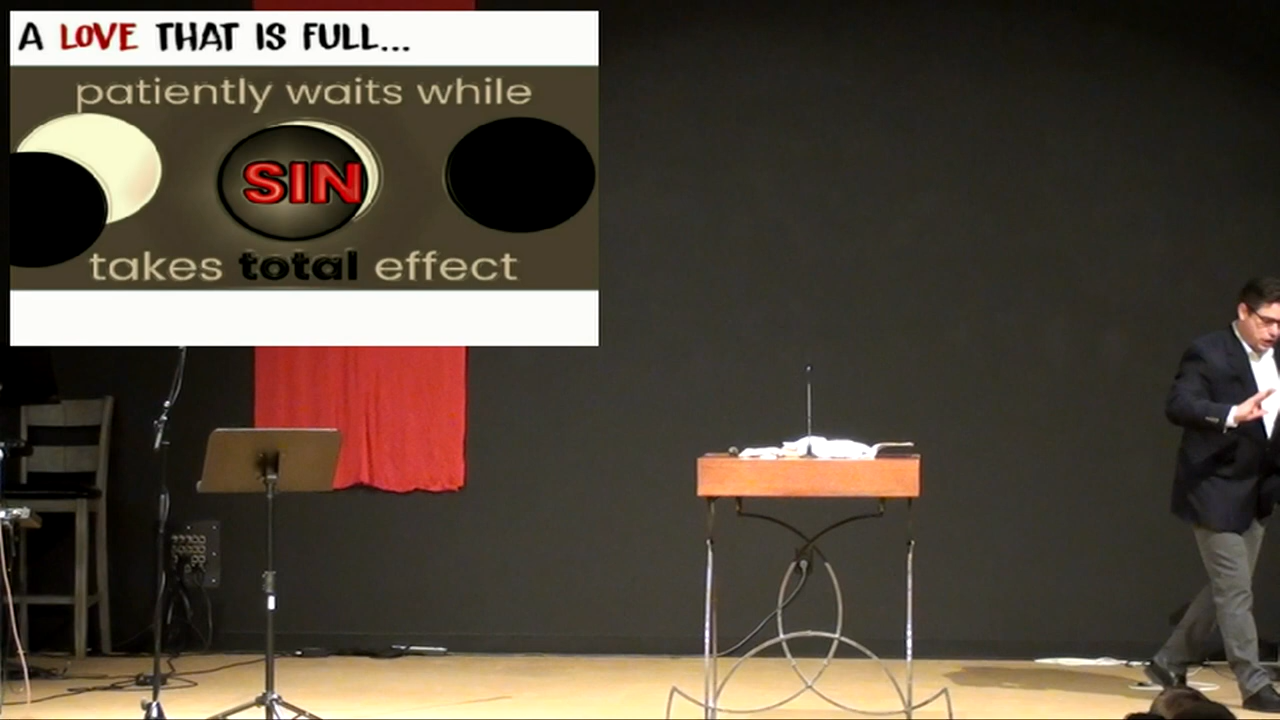 A LOVE THAT IS FULL...
patiently waits while
SIN
takes total effect